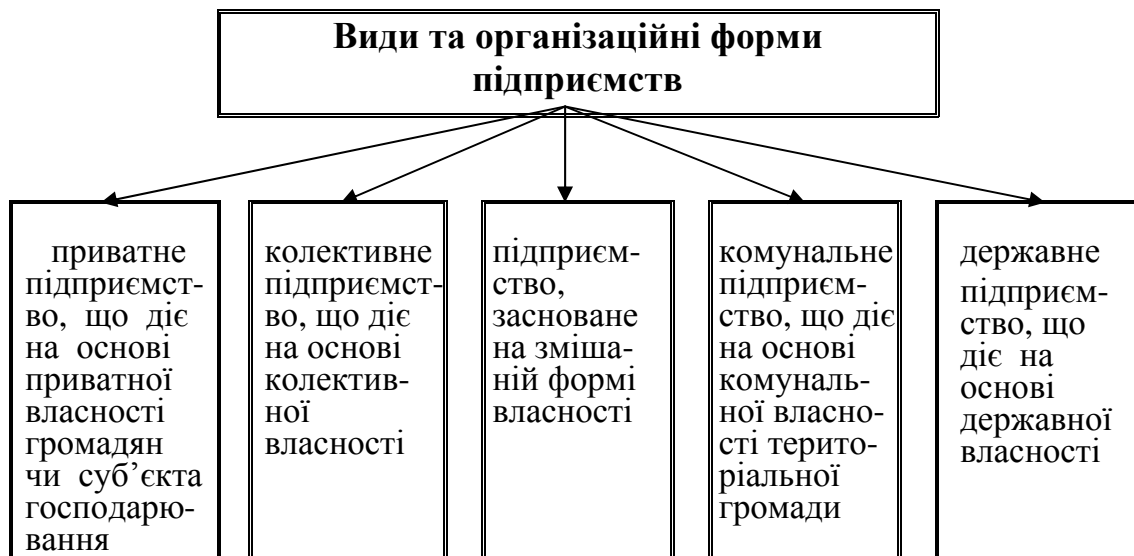 Види та організаційні форми
підприємств
приватне
підприємст-
во, що діє
на основі
приватної
власності
громадян
чи суб’єкта
господарю-
вання
колективне
підприємст-
во, що діє
на основі
колектив-
ної
власності
підприєм-
ство,
засноване
на зміша-
ній формі
власності
комунальне
підприєм-
ство, що діє
на основі
комуналь-
ної власно-
сті терито-
ріальної
громади
державне
підприєм-
ство, що
діє на
основі
державної
власності